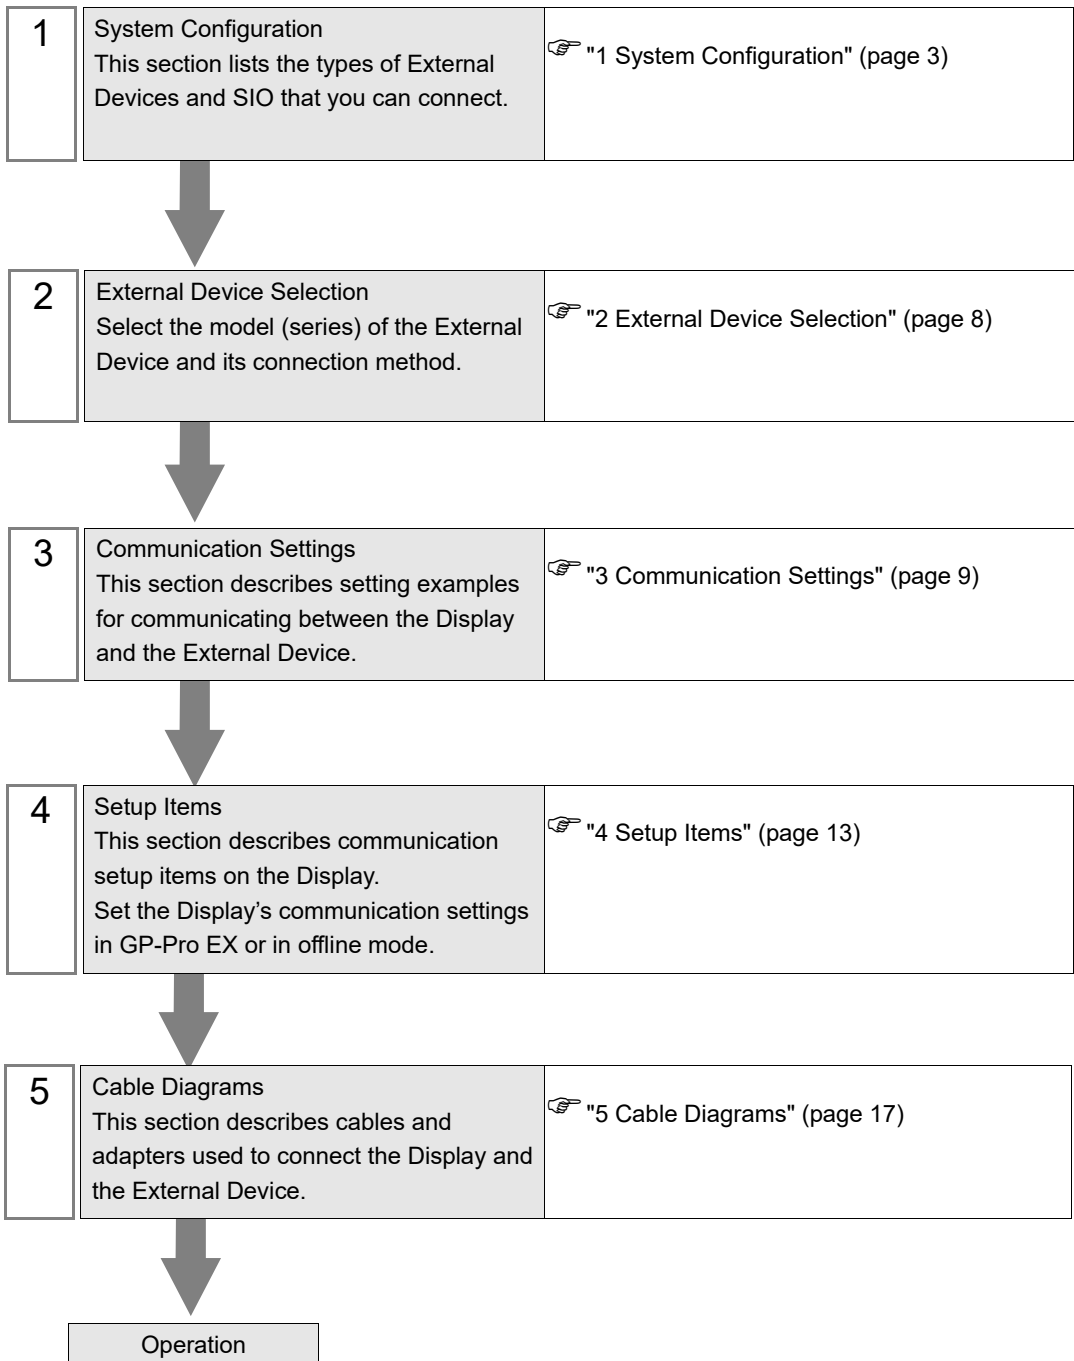 1
System Configuration
This section lists the types of External
Devices and SIO that you can connect.
"1 System Configuration" (page 3)
2
External Device Selection
Select the model (series) of the External
Device and its connection method.
"2 External Device Selection" (page 8)
3
Communication Settings
This section describes setting examples
for communicating between the Display
and the External Device.
"3 Communication Settings" (page 9)
4
Setup Items
This section describes communication
setup items on the Display.
Set the Display’s communication settings
in GP-Pro EX or in offline mode.
"4 Setup Items" (page 13)
5
Cable Diagrams
This section describes cables and
adapters used to connect the Display and
the External Device.
"5 Cable Diagrams" (page 17)
Operation